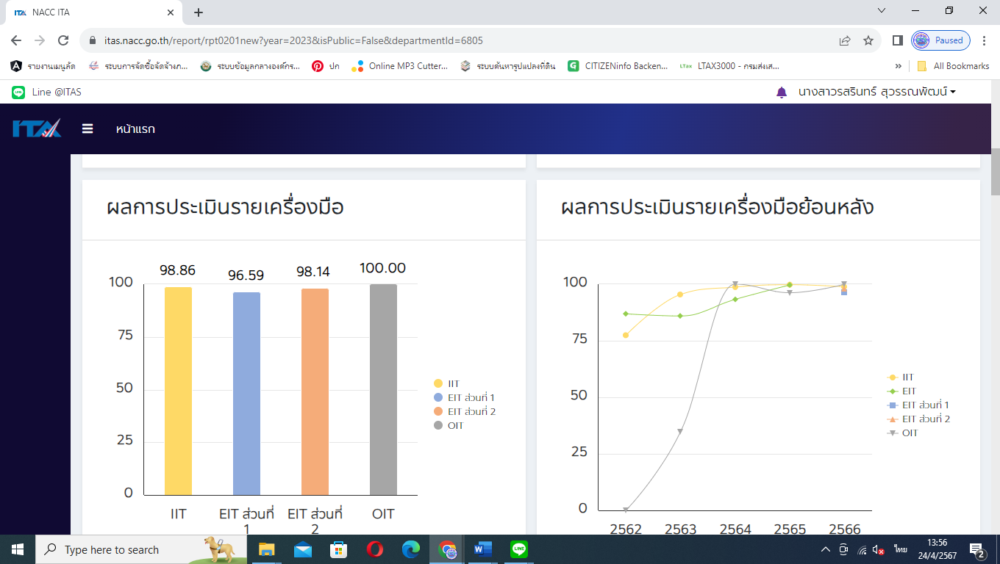 ITA NACC ITA
itas.nacc.go.th/report/rpt0201new?year=2023&isPublic=False&departmentId=6805
Paused
รายงานเมนูลัด ระบบการจัดซื้อจัดจ้างภ... ระบบข้อมูลกลางองค์กร... ปก Online MP3 Cutter... ระบบค้นหารูปแปลงที่ดิน CITIZENinfo Backen... LTax LTAX3000 - กรมส่งเส... » All Bookmarks
LINE Line @ITAS นางสาวรสรินทร์ สุวรรณพัฒน์
ITA หน้าแรก
ผลการประเมินรายเครื่องมือ
98.86 96.59 98.14 100.00
100
75
50
25
0
IIT EIT ส่วนที่ 1 EIT ส่วนที่ 2 OIT
IIT
EIT ส่วนที่ 1
EIT ส่วนที่ 2
OIT
ผลการประเมินรายเครื่องมือย้อนหลัง
100
75
50
25
0
2562 2563 2564 2565 2566
IIT
EIT
EIT ส่วนที่ 1
EIT ส่วนที่ 2
OIT
Type here to search
ไทย
13:56
24/4/2567
2